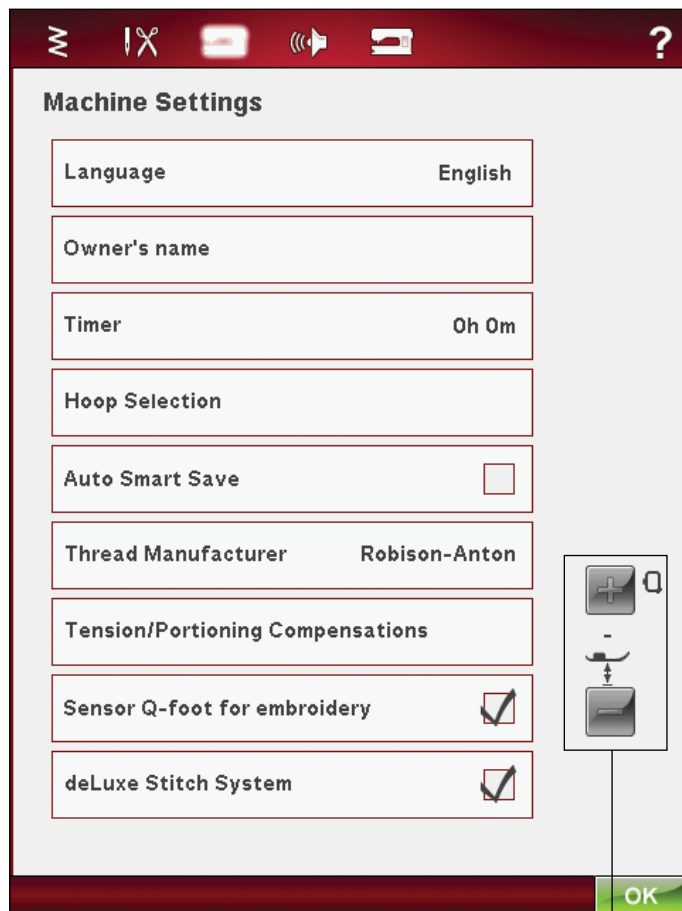 ?
Machine Settings
Language English
Owner's name
Timer 0h 0m
Hoop Selection
Auto Smart Save
Thread Manufacturer Robison-Anton
Tension/Portioning Compensations
Sensor Q-foot for embroidery
deLuxe Stitch System
+
-
-
OK